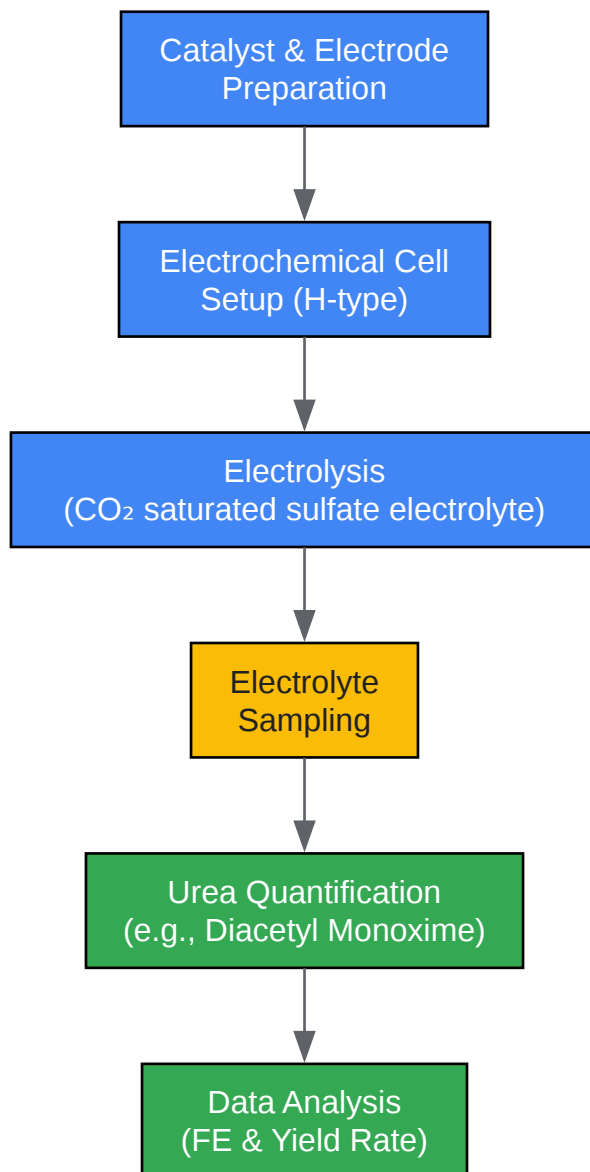 Catalyst & Electrode
Preparation
Electrochemical Cell
Setup (H-type)
Electrolysis
(CO₂ saturated sulfate electrolyte)
Electrolyte
Sampling
Urea Quantification
(e.g., Diacetyl Monoxime)
Data Analysis
(FE & Yield Rate)